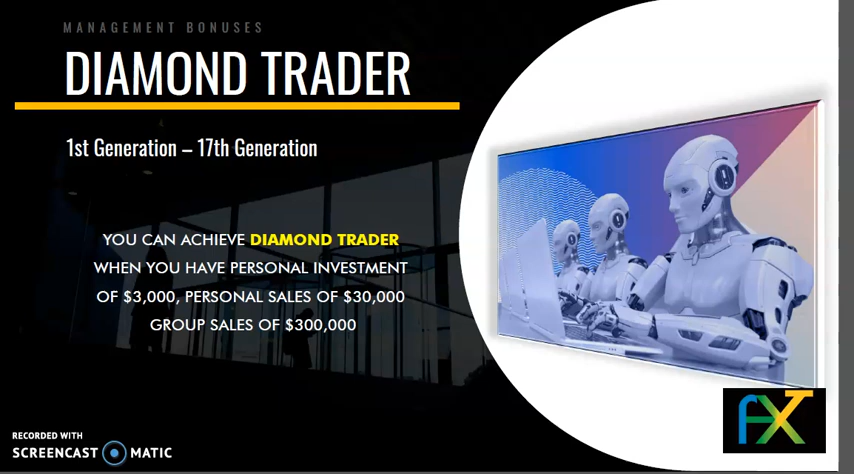 MANAGEMENT BONUSES
DIAMOND TRADER
1st Generation – 17th Generation
YOU CAN ACHIEVE DIAMOND TRADER
WHEN YOU HAVE PERSONAL INVESTMENT
OF $3,000, PERSONAL SALES OF $30,000
GROUP SALES OF $300,000
FXT
RECORDED WITH
SCREENCAST MATIC